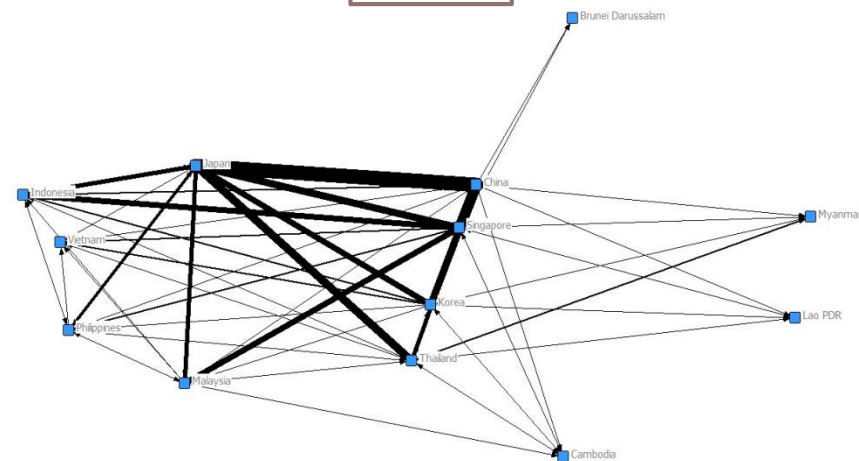 Brunei Darussalam
Japan
China
Indonesia
Myanma
Singapore
Vietnam
Korea
Lao PDR
Philippines
Thailand
Malaysia
Cambodia